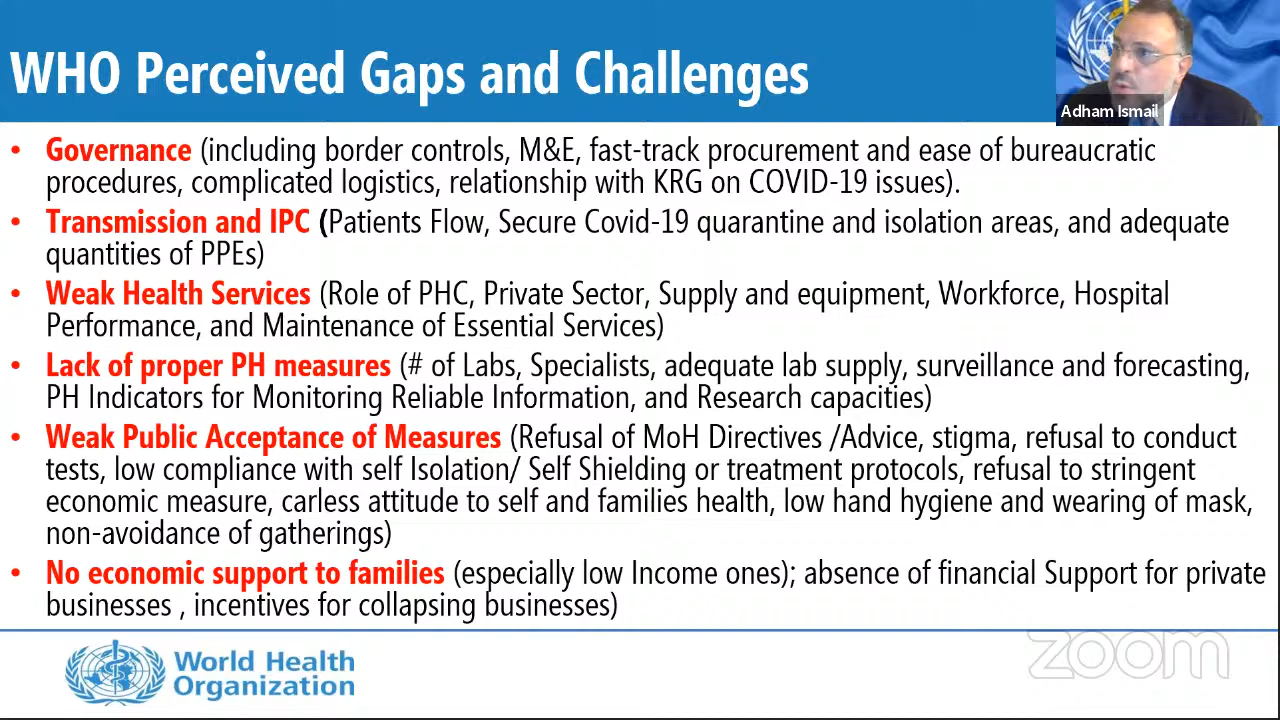 WHO Perceived Gaps and Challenges
Adham Ismail
• Governance (including border controls, M&E, fast-track procurement and ease of bureaucratic
procedures, complicated logistics, relationship with KRG on COVID-19 issues).
• Transmission and IPC (Patients Flow, Secure Covid-19 quarantine and isolation areas, and adequate
quantities of PPEs)
• Weak Health Services (Role of PHC, Private Sector, Supply and equipment, Workforce, Hospital
Performance, and Maintenance of Essential Services)
• Lack of proper PH measures (# of Labs, Specialists, adequate lab supply, surveillance and forecasting,
PH Indicators for Monitoring Reliable Information, and Research capacities)
• Weak Public Acceptance of Measures (Refusal of MoH Directives /Advice, stigma, refusal to conduct
tests, low compliance with self Isolation/ Self Shielding or treatment protocols, refusal to stringent
economic measure, carless attitude to self and families health, low hand hygiene and wearing of mask,
non-avoidance of gatherings)
• No economic support to families (especially low Income ones); absence of financial Support for private
businesses , incentives for collapsing businesses)
World Health
Organization
zoom